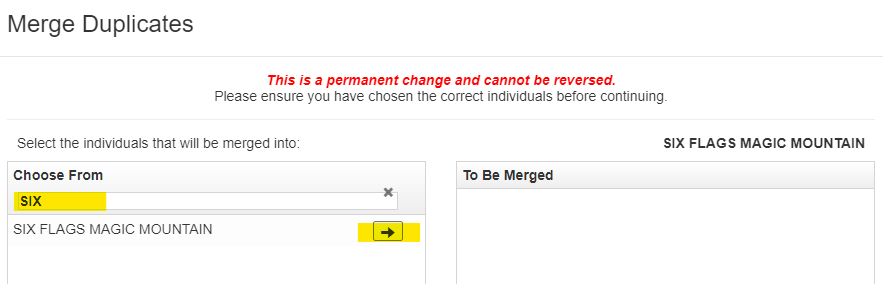 Merge Duplicates
This is a permanent change and cannot be reversed.
Please ensure you have chosen the correct individuals before continuing.
Select the individuals that will be merged into:
SIX FLAGS MAGIC MOUNTAIN
Choose From
To Be Merged
SIX
SIX FLAGS MAGIC MOUNTAIN